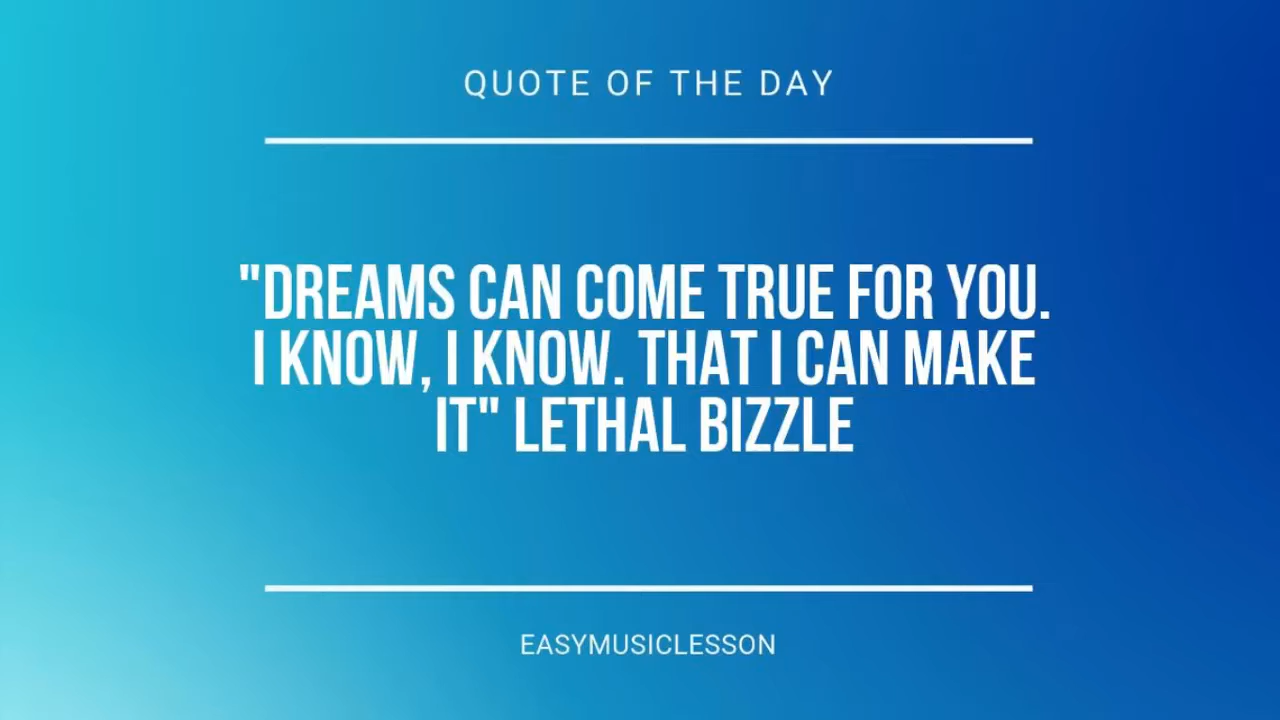 QUOTE OF THE DAY
"DREAMS CAN COME TRUE FOR YOU.
I KNOW, I KNOW. THAT I CAN MAKE
IT" LETHAL BIZZLE
EASYMUSICLESSON